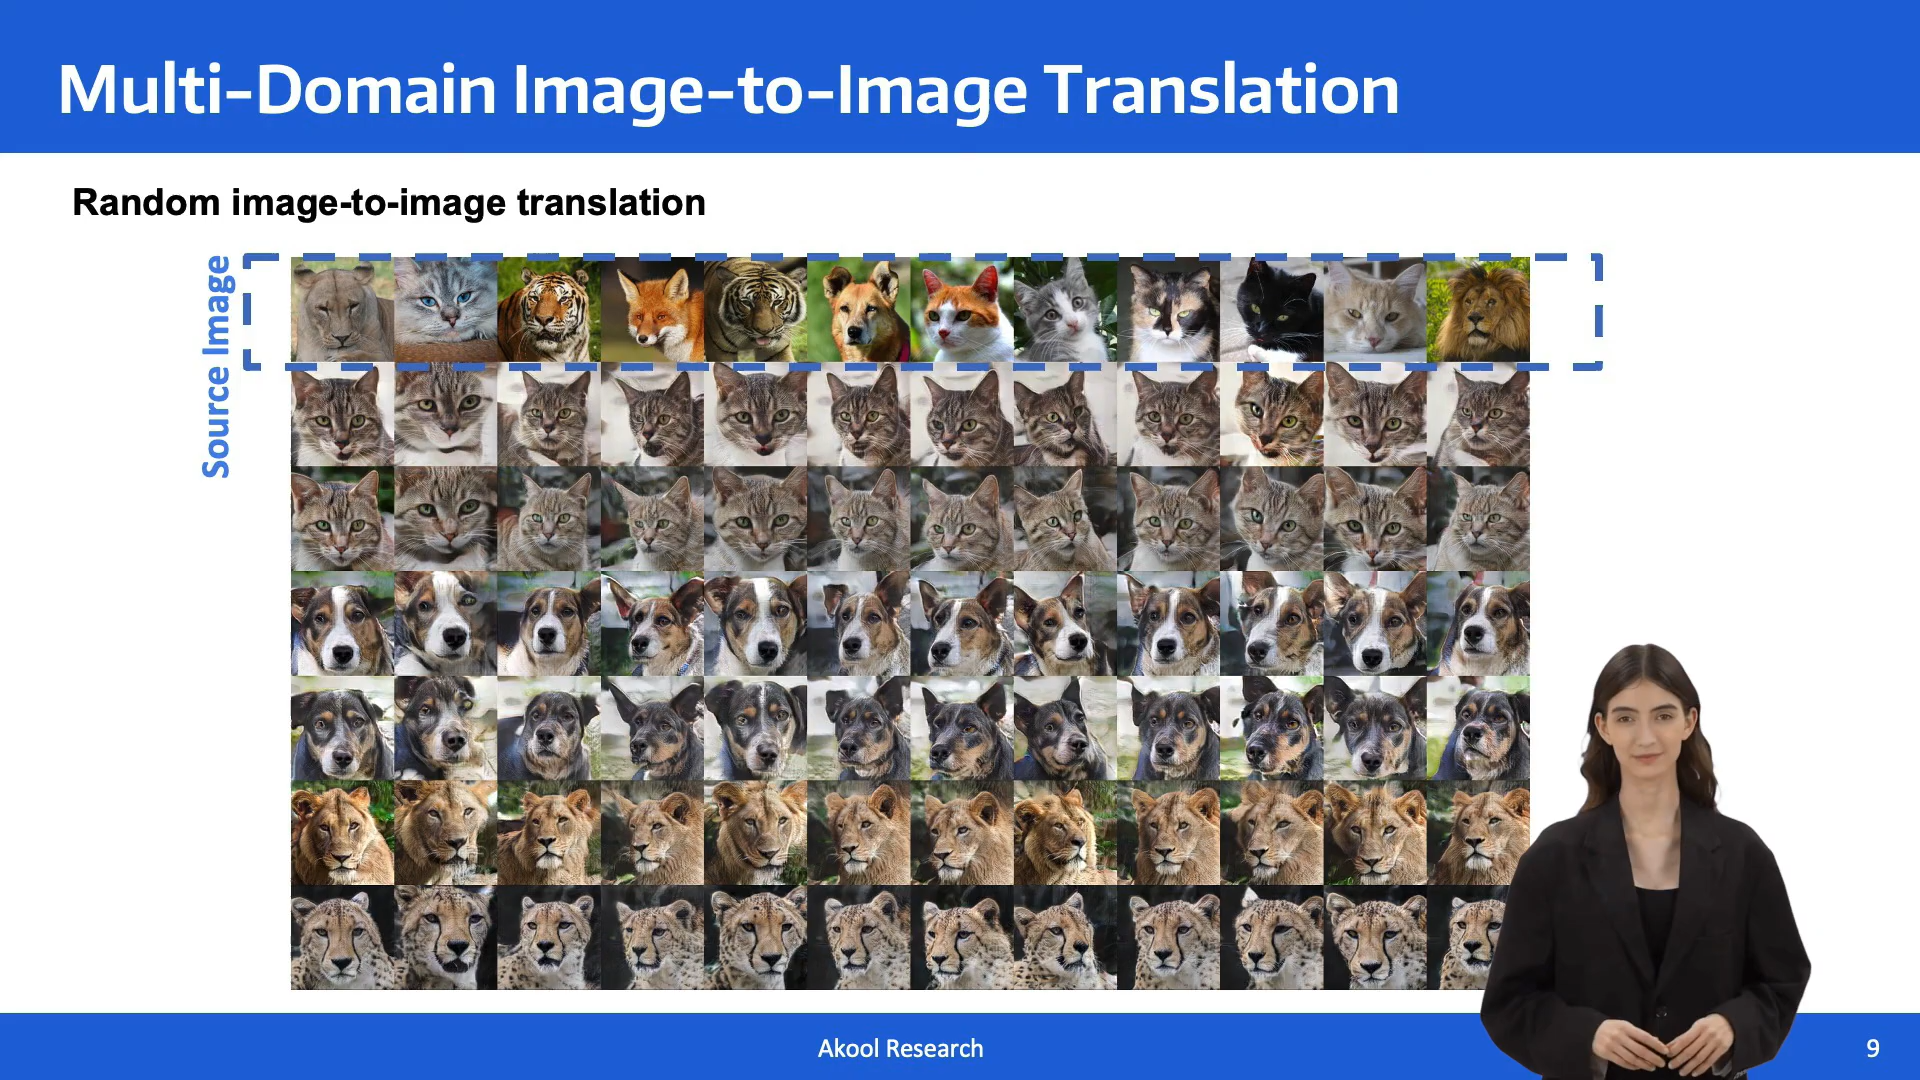 Multi-Domain Image-to-Image Translation
Random image-to-image translation
Source Image
Akool Research
9